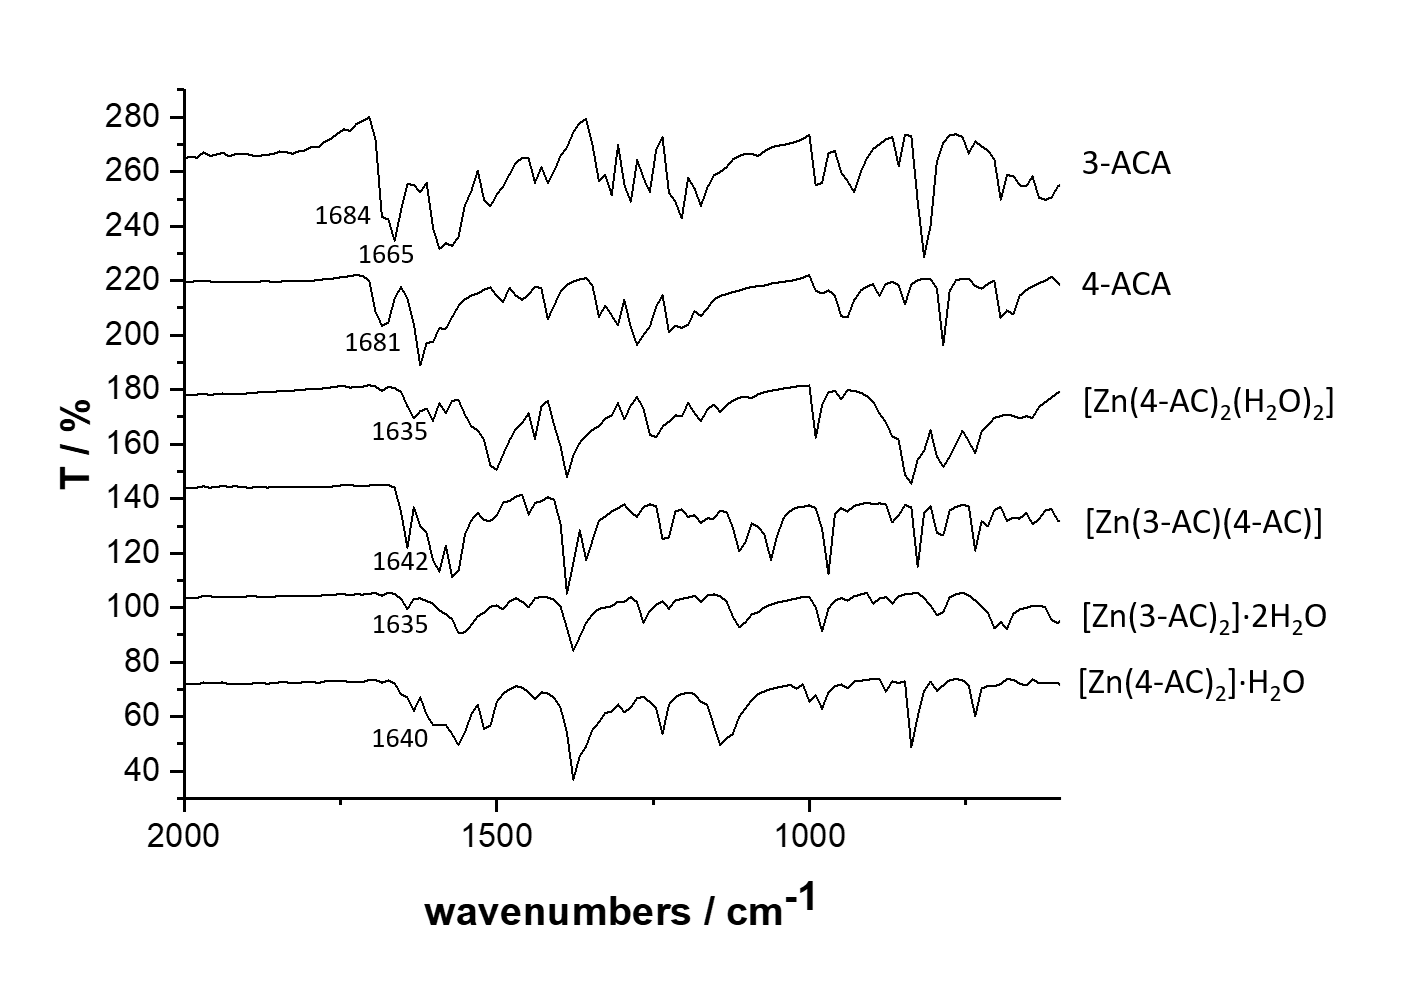 280
260
240
220
200
180
160
140
120
100
80
60
40
T / %
3-ACA
1684
1665
4-ACA
1681
[Zn(4-AC)₂(H₂O)₂]
1635
[Zn(3-AC)(4-AC)]
1642
[Zn(3-AC)₂]·2H₂O
1635
[Zn(4-AC)₂]·H₂O
1640
2000 1500 1000
wavenumbers / cm⁻¹